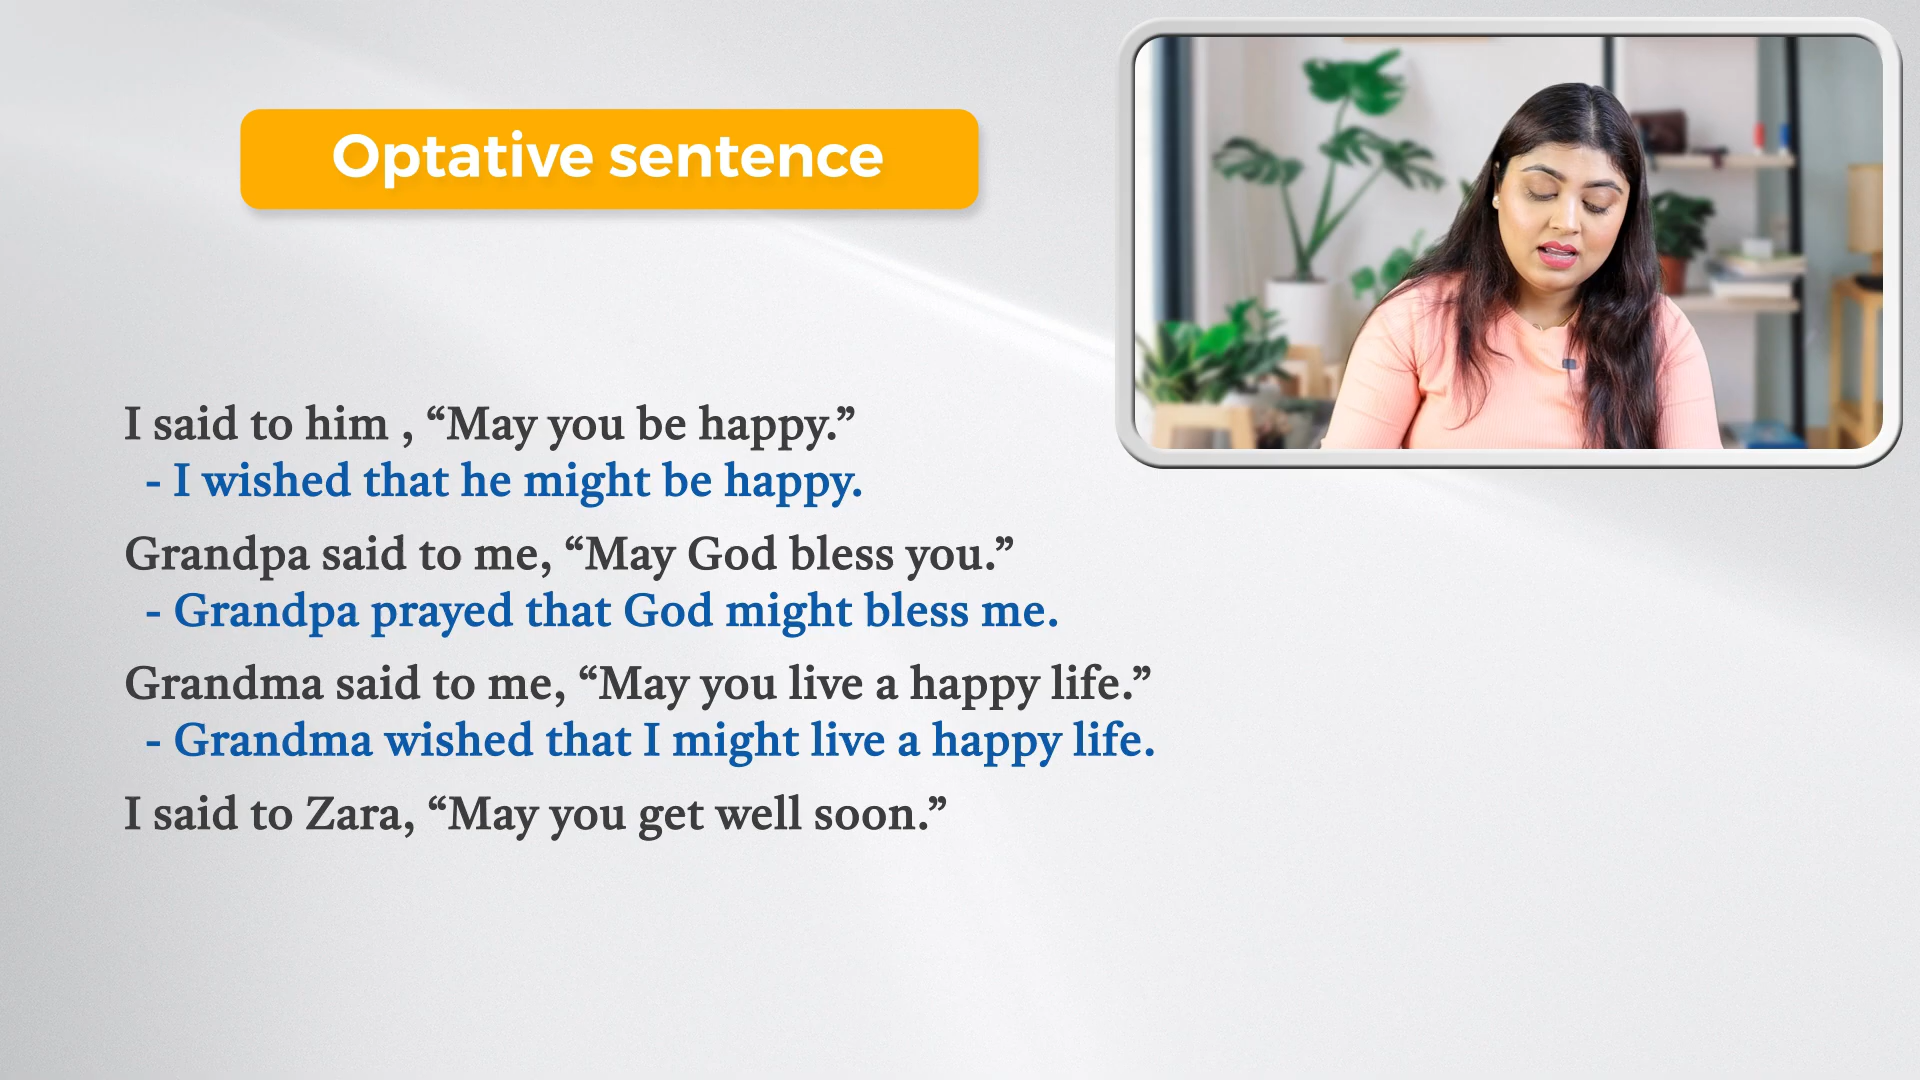 Optative sentence
I said to him , “May you be happy.”
- I wished that he might be happy.
Grandpa said to me, “May God bless you.”
- Grandpa prayed that God might bless me.
Grandma said to me, “May you live a happy life.”
- Grandma wished that I might live a happy life.
I said to Zara, “May you get well soon.”